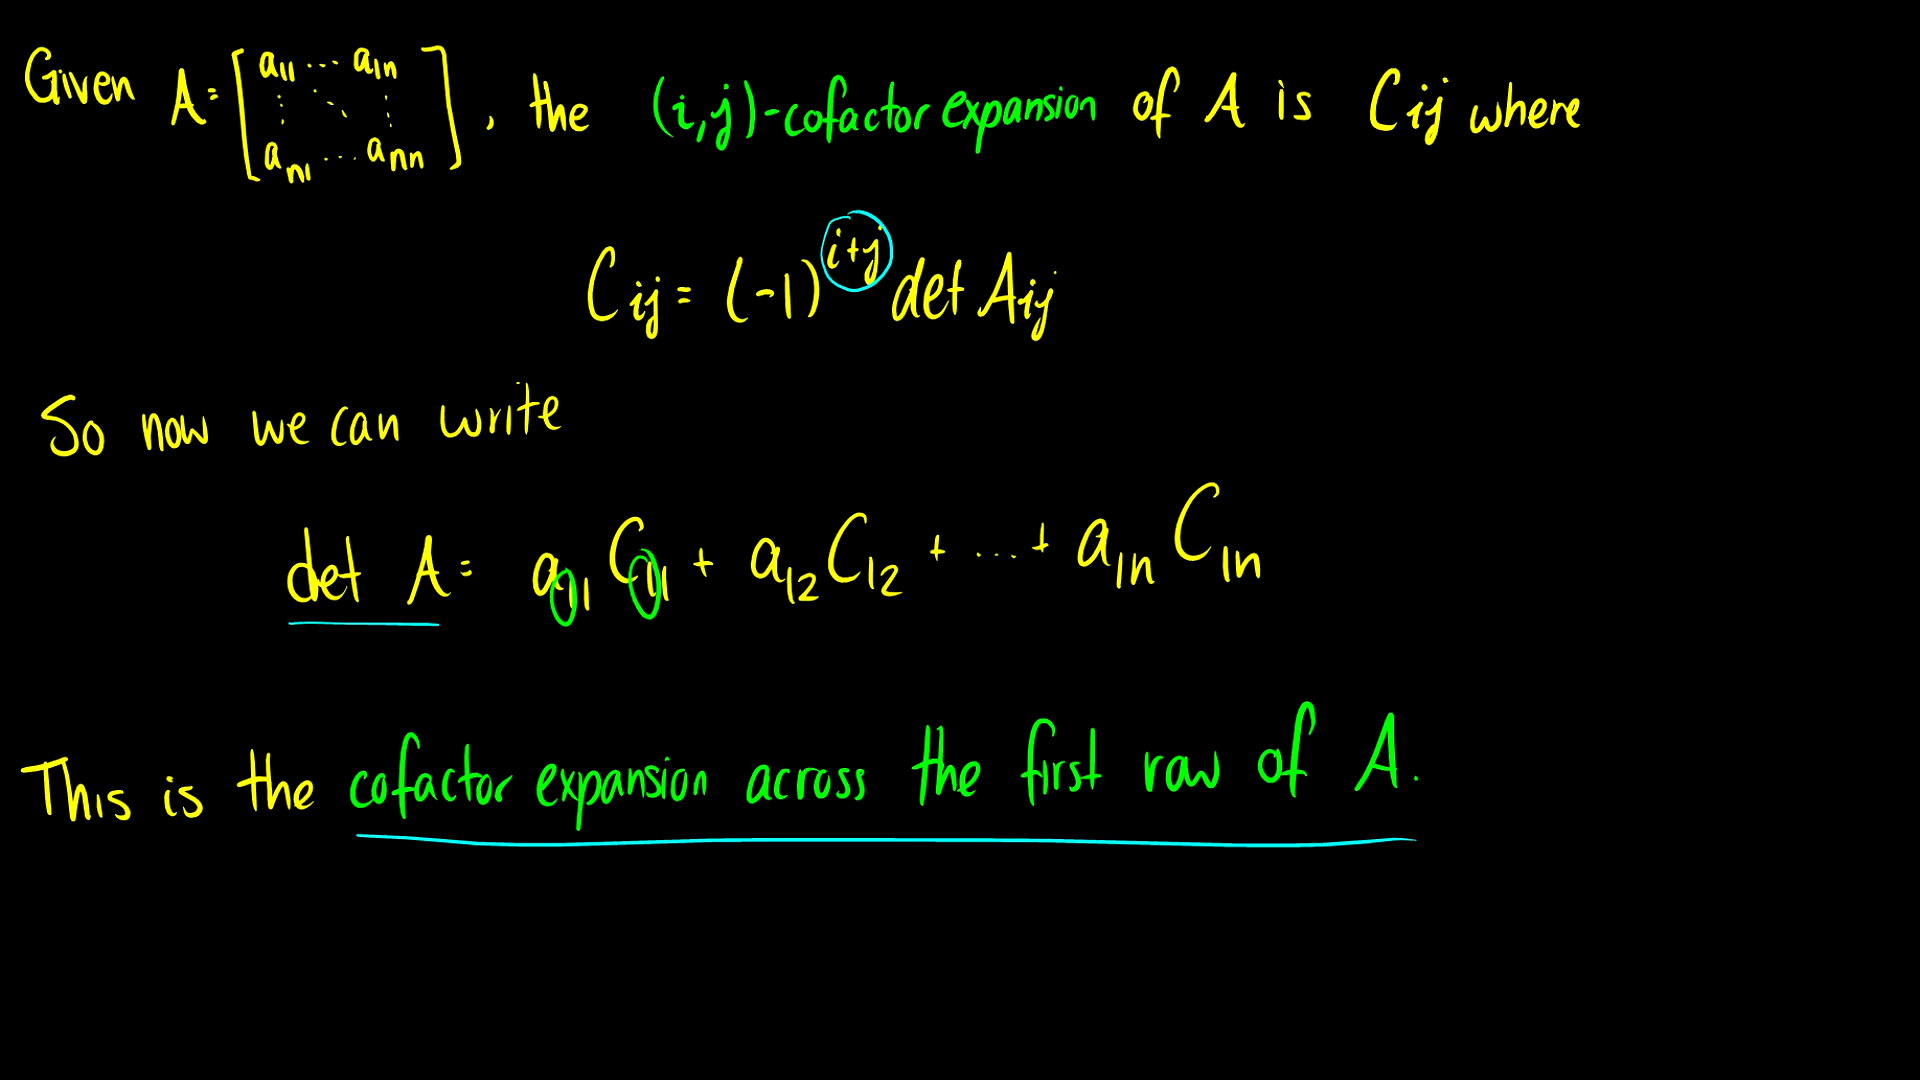 Given A = [a₁₁ ⋯ a₁ₙ ⋮ ⋱ ⋮ aₙ₁ ⋯ aₙₙ], the (i,j)-cofactor expansion of A is Cᵢⱼ where
Cᵢⱼ = (-1)^(i+j) det Aᵢⱼ
So now we can write
det A = a₁₁ C₁₁ + a₁₂ C₁₂ + ... + a₁ₙ C₁ₙ
This is the cofactor expansion across the first row of A.